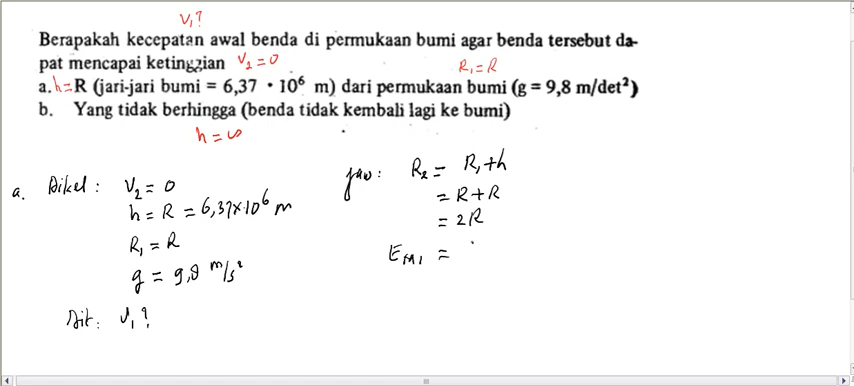 V₁?
Berapakah kecepatan awal benda di permukaan bumi agar benda tersebut da-
pat mencapai ketinggian V₂=0
R₁=R
a. h=R (jari-jari bumi = 6,37 · 10⁶ m) dari permukaan bumi (g = 9,8 m/det²)
b. Yang tidak berhingga (benda tidak kembali lagi ke bumi)
h = ∞
a. Diket : V₂ = 0
h = R = 6,37×10⁶ m
R₁ = R
g = 9,8 m/s²
Dit : V₁?
Jaw : R₂ = R₁+h
= R+R
= 2R
E_M1 =